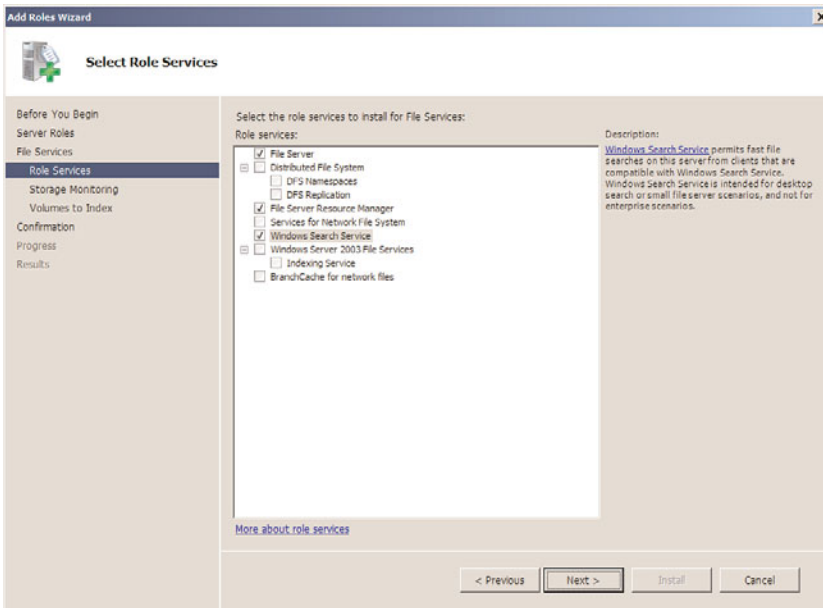 Add Roles Wizard
X
Select Role Services
Before You Begin
Server Roles
File Services
Role Services
Storage Monitoring
Volumes to Index
Confirmation
Progress
Results
Select the role services to install for File Services:
Role services:
File Server
Distributed File System
DFS Namespaces
DFS Replication
File Server Resource Manager
Services for Network File System
Windows Search Service
Windows Server 2003 File Services
Indexing Service
BranchCache for network files
More about role services
Description:
Windows Search Service permits fast file
searches on this server from clients that are
compatible with Windows Search Service.
Windows Search Service is intended for desktop
search or small file server scenarios, and not for
enterprise scenarios.
< Previous
Next >
Install
Cancel